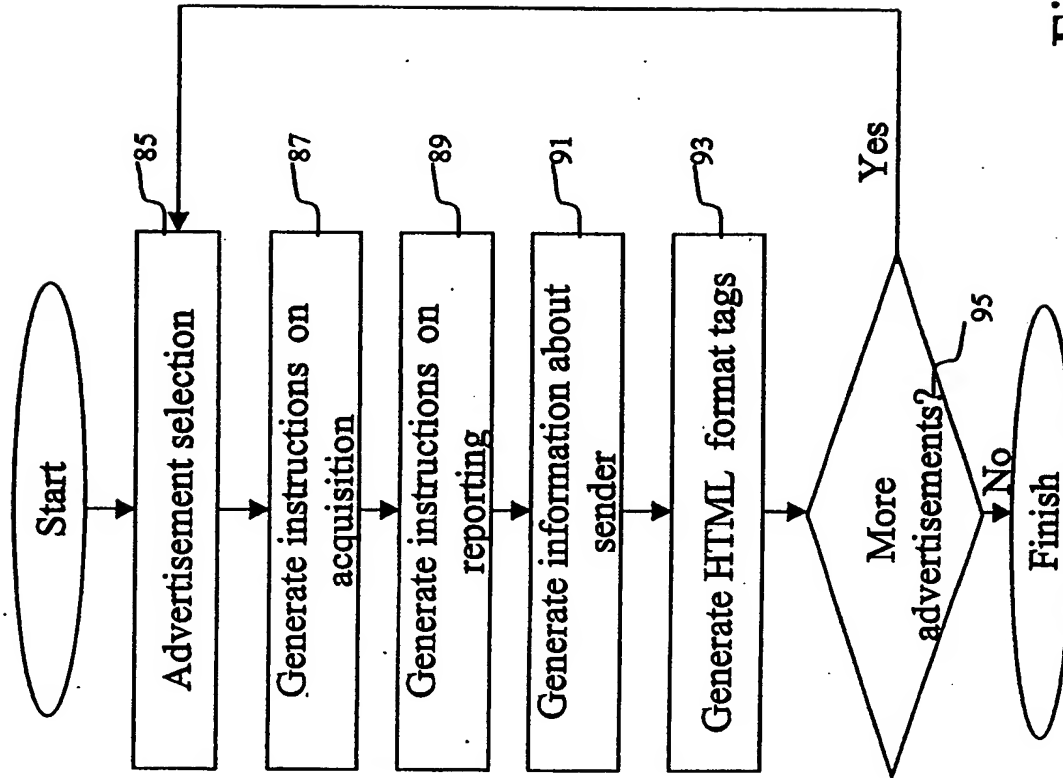 Start
Advertisement selection
85
Generate instructions on
acquisition
87
Generate instructions on
reporting
89
Generate information about
sender
91
Generate HTML format tags
93
More
advertisements?
95
Yes
No
Finish